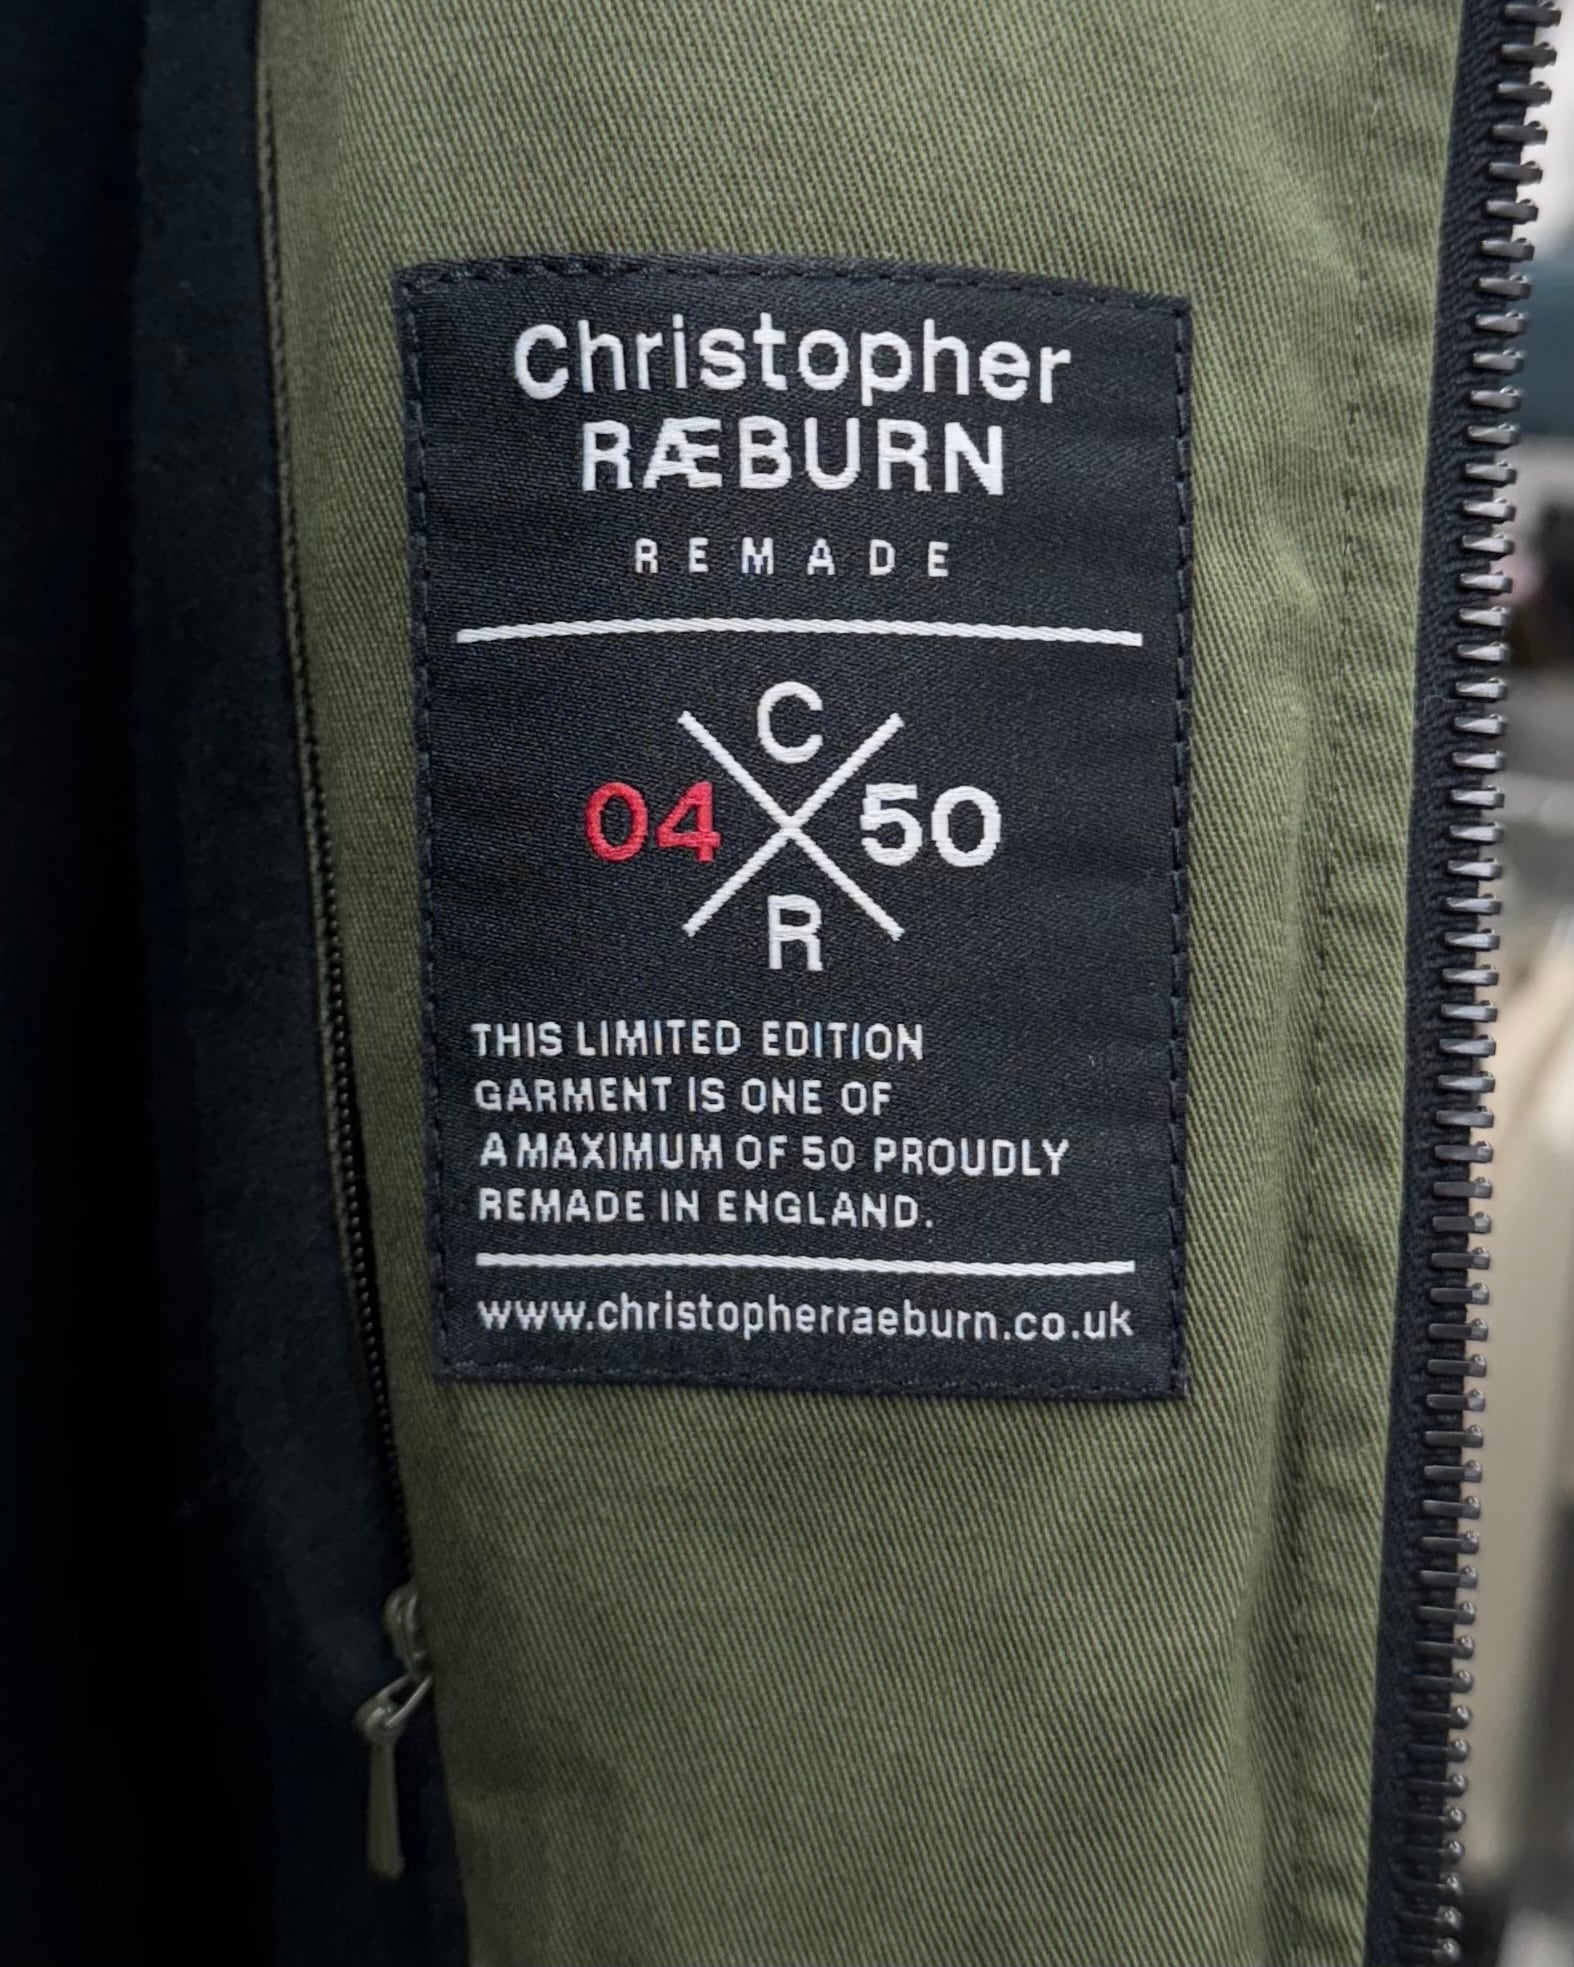 Christopher
RÆBURN
REMADE
C
04 50
R
THIS LIMITED EDITION
GARMENT IS ONE OF
A MAXIMUM OF 50 PROUDLY
REMADE IN ENGLAND.
www.christopherraeburn.co.uk